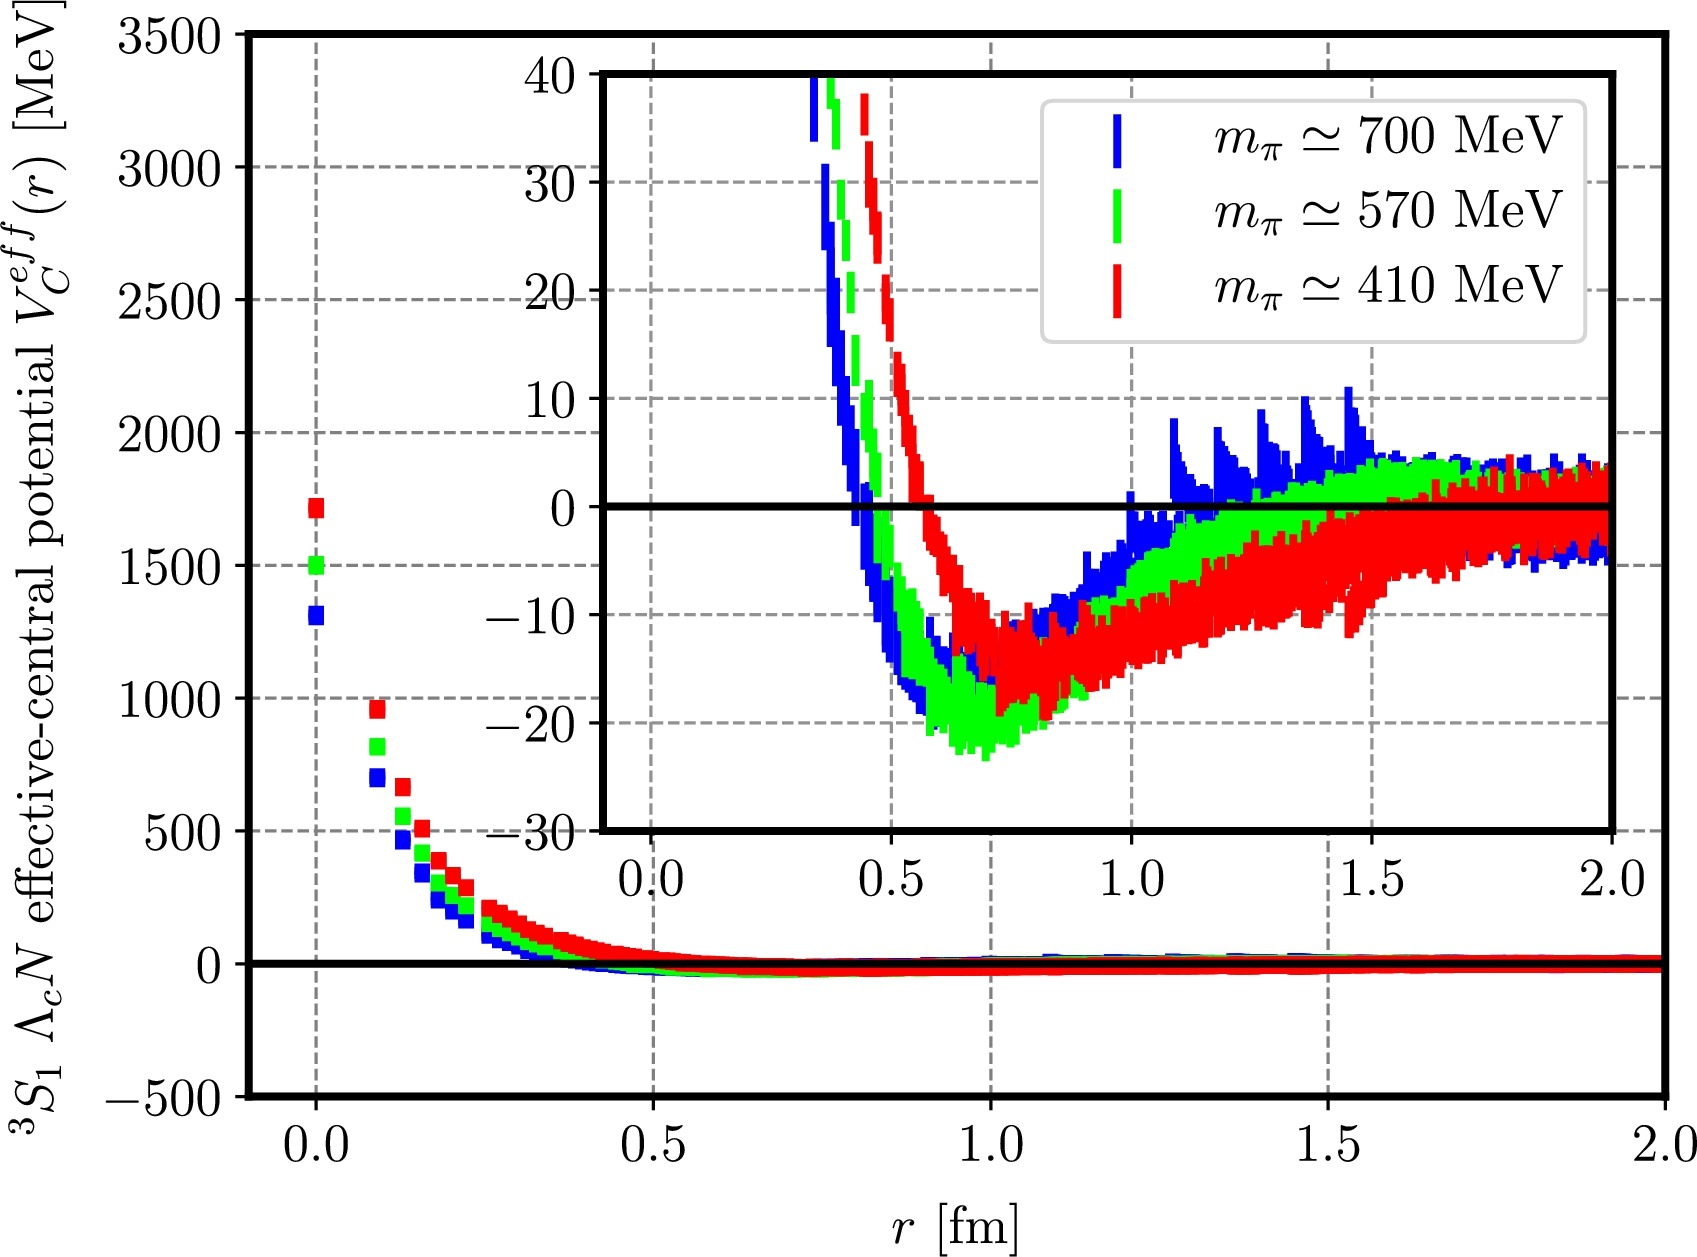 ³S₁ Λ_c N effective-central potential V_C^{eff}(r) [MeV]
3500
3000
2500
2000
1500
1000
500
0
−500
0.0 0.5 1.0 1.5 2.0
r [fm]
40
30
20
10
0
−10
−20
−30
0.0 0.5 1.0 1.5 2.0
m_π ≃ 700 MeV
m_π ≃ 570 MeV
m_π ≃ 410 MeV